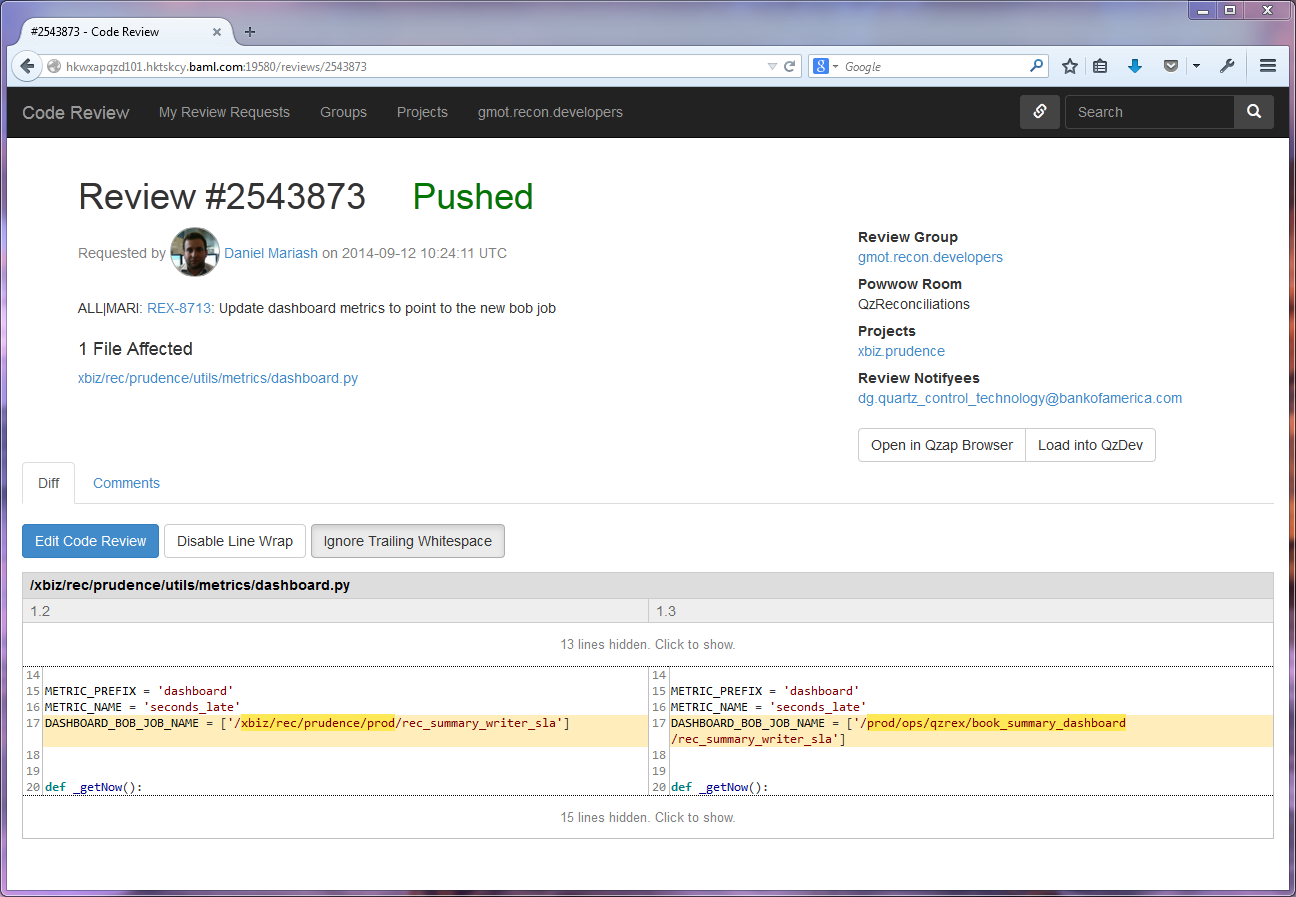 #2543873 - Code Review
hkwxapqzd101.hktskcy.baml.com:19580/reviews/2543873
Google
Code Review
My Review Requests
Groups
Projects
gmot.recon.developers
Search
Review #2543873 Pushed
Requested by Daniel Mariash on 2014-09-12 10:24:11 UTC
ALL|MARI: REX-8713: Update dashboard metrics to point to the new bob job
1 File Affected
xbiz/rec/prudence/utils/metrics/dashboard.py
Review Group
gmot.recon.developers
Powwow Room
QzReconciliations
Projects
xbiz.prudence
Review Notifyees
dg.quartz_control_technology@bankofamerica.com
Open in Qzap Browser
Load into QzDev
Diff
Comments
Edit Code Review
Disable Line Wrap
Ignore Trailing Whitespace
/xbiz/rec/prudence/utils/metrics/dashboard.py
1.2
1.3
13 lines hidden. Click to show.
14
15 METRIC_PREFIX = 'dashboard'
16 METRIC_NAME = 'seconds_late'
17 DASHBOARD_BOB_JOB_NAME = ['/xbiz/rec/prudence/prod/rec_summary_writer_sla']
18
19
20 def _getNow():
14
15 METRIC_PREFIX = 'dashboard'
16 METRIC_NAME = 'seconds_late'
17 DASHBOARD_BOB_JOB_NAME = ['/prod/ops/qzrex/book_summary_dashboard
/rec_summary_writer_sla']
18
19
20 def _getNow():
15 lines hidden. Click to show.